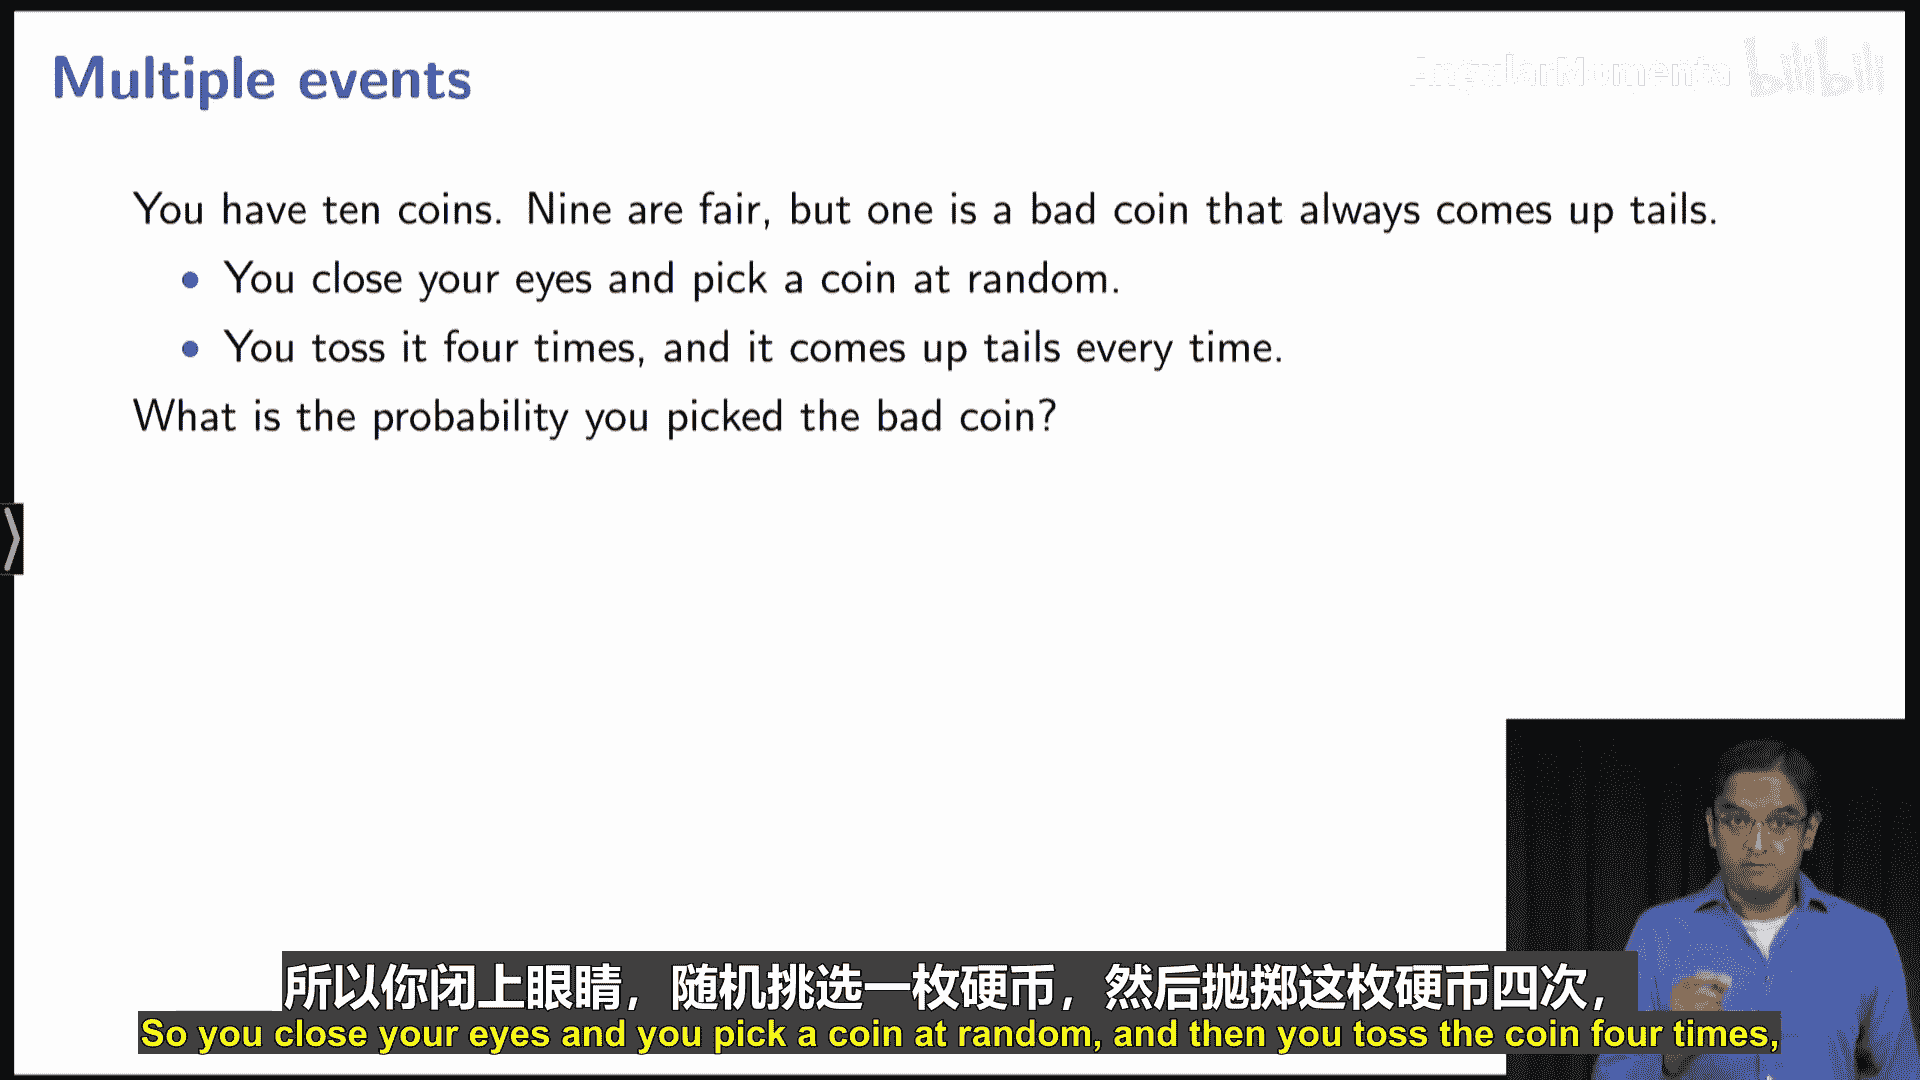 Multiple events
AngularMomenta bilibili
You have ten coins. Nine are fair, but one is a bad coin that always comes up tails.
• You close your eyes and pick a coin at random.
• You toss it four times, and it comes up tails every time.
What is the probability you picked the bad coin?
所以你闭上眼睛，随机挑选一枚硬币，然后抛掷这枚硬币四次，
So you close your eyes and you pick a coin at random, and then you toss the coin four times,